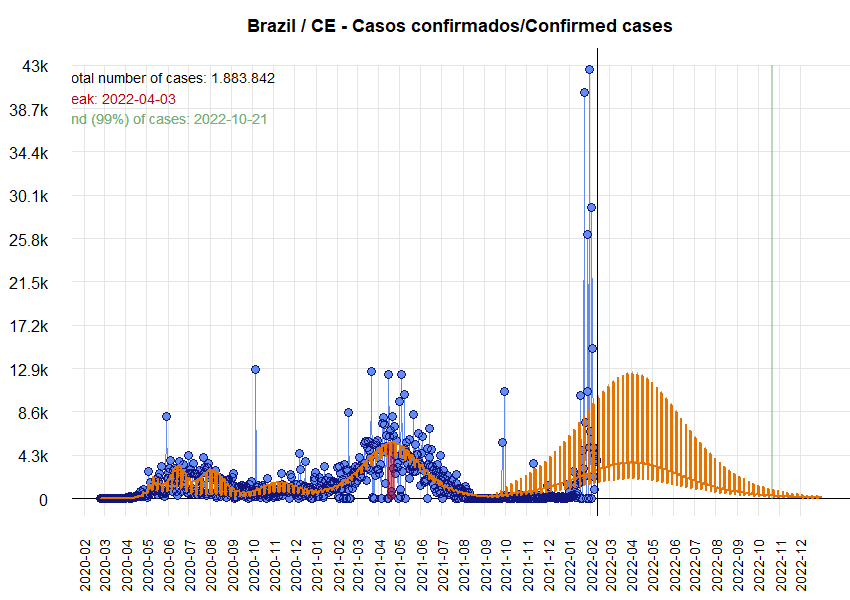 Brazil / CE - Casos confirmados/Confirmed cases
43k
38.7k
34.4k
30.1k
25.8k
21.5k
17.2k
12.9k
8.6k
4.3k
0
otal number of cases: 1.883.842
eak: 2022-04-03
nd (99%) of cases: 2022-10-21
2020-02
2020-03
2020-04
2020-05
2020-06
2020-07
2020-08
2020-09
2020-10
2020-11
2020-12
2021-01
2021-02
2021-03
2021-04
2021-05
2021-06
2021-07
2021-08
2021-09
2021-10
2021-11
2021-12
2022-01
2022-02
2022-03
2022-04
2022-05
2022-06
2022-07
2022-08
2022-09
2022-10
2022-11
2022-12